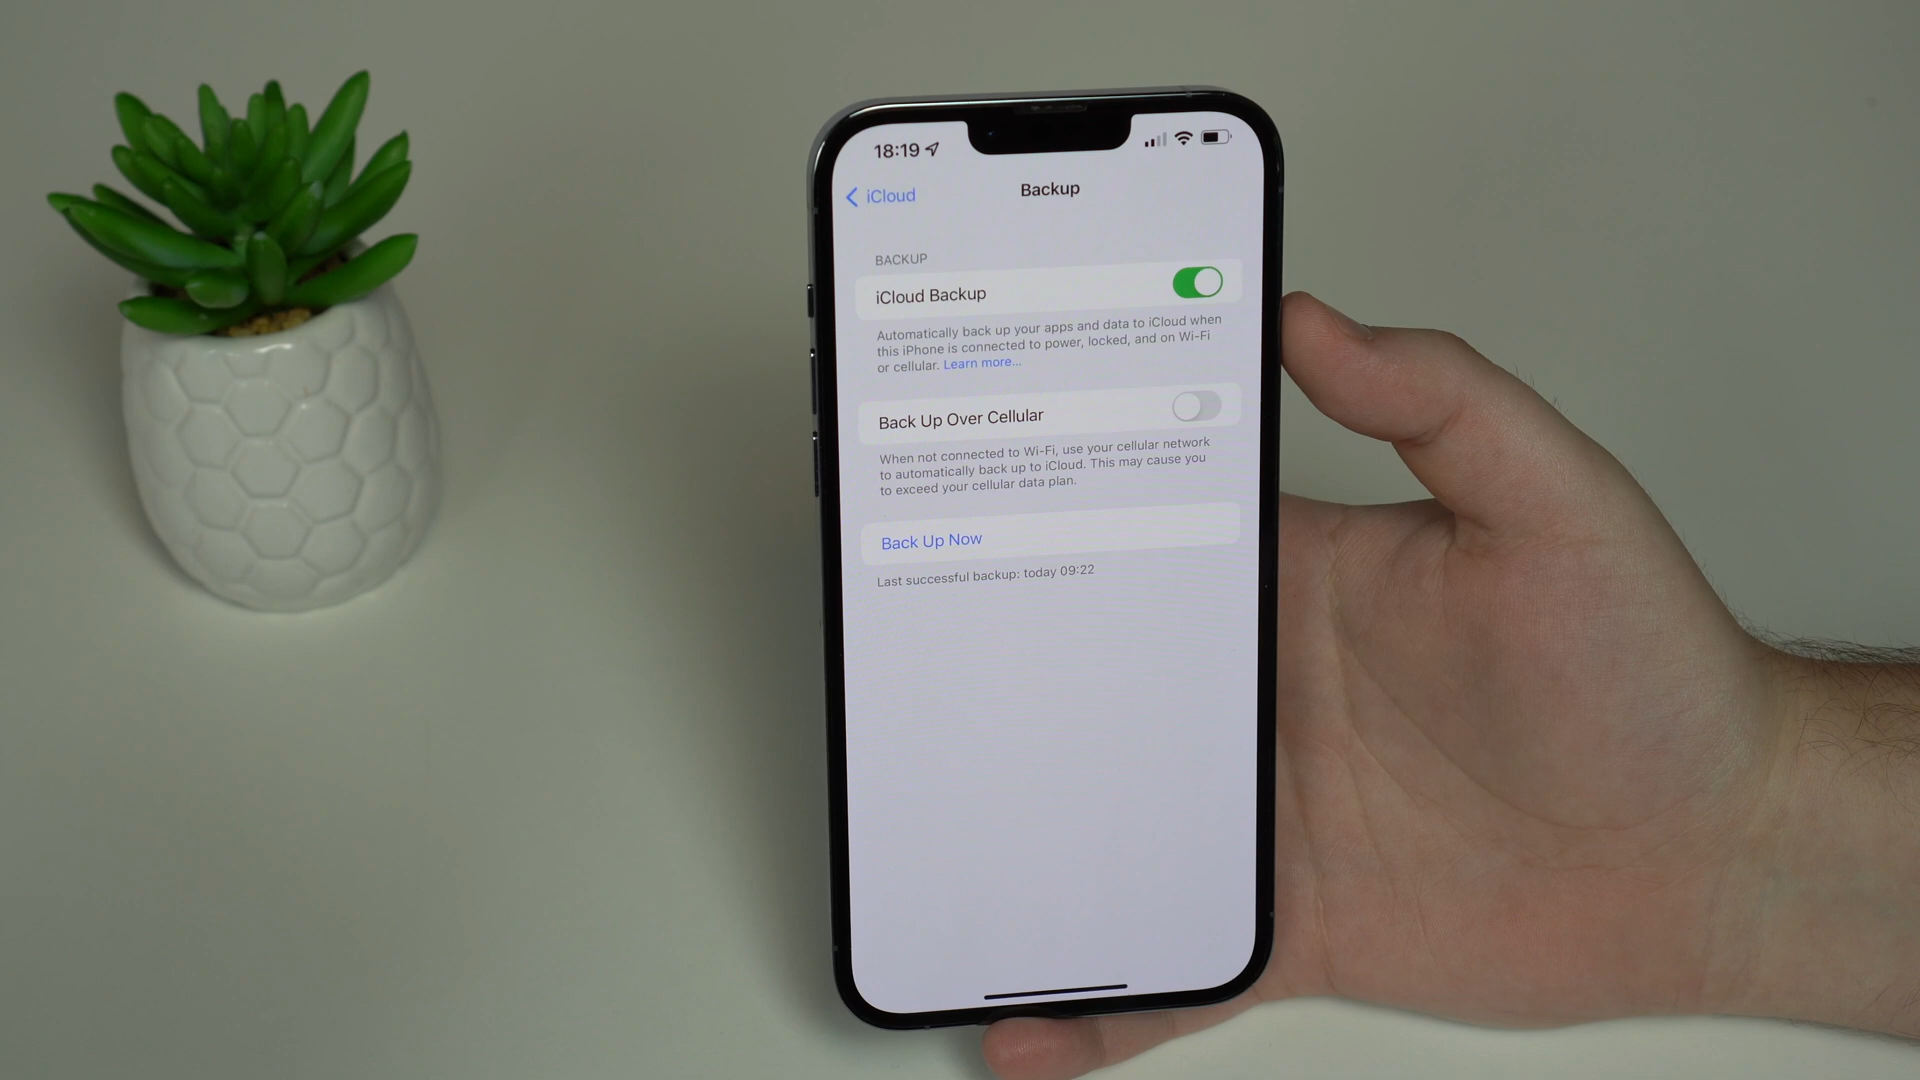 18:19
iCloud
Backup
BACKUP
iCloud Backup
Automatically back up your apps and data to iCloud when
this iPhone is connected to power, locked, and on Wi-Fi
or cellular. Learn more...
Back Up Over Cellular
When not connected to Wi-Fi, use your cellular network
to automatically back up to iCloud. This may cause you
to exceed your cellular data plan.
Back Up Now
Last successful backup: today 09:22